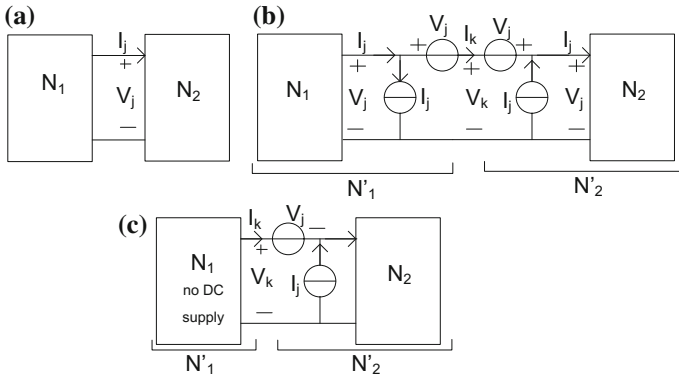 (a)
I_j
+
N_1
V_j
N_2
—
(b)
I_j
V_j
I_k
V_j
I_j
+
+
+
+
+
N_1
V_j
I_j
V_k
I_j
V_j
N_2
—
—
—
N'_1
N'_2
(c)
I_k
V_j
—
+
N_1
no DC
supply
V_k
I_j
N_2
—
N'_1
N'_2